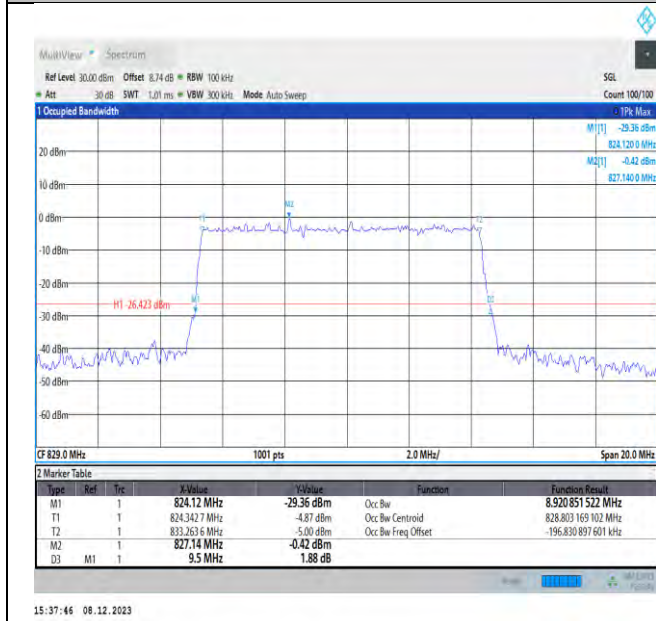 MultiView Spectrum
Ref Level 30.00 dBm Offset 8.74 dB RBW 100 kHz SGL
Att 30 dB SWT 1.01 ms VBW 300 kHz Mode Auto Sweep Count 100/100
1 Occupied Bandwidth 1Pk Max
M1[1] -29.36 dBm
824.120 0 MHz
20 dBm M2[1] -0.42 dBm
827.140 0 MHz
10 dBm
M2
0 dBm T1 T2
-10 dBm
-20 dBm
H1 -26.423 dBm M1 D3
-30 dBm
-40 dBm
-50 dBm
-60 dBm
CF 829.0 MHz 1001 pts 2.0 MHz/ Span 20.0 MHz
2 Marker Table
Type Ref Trc X-Value Y-Value Function Function Result
M1 1 824.12 MHz -29.36 dBm Occ Bw 8.920 851 522 MHz
T1 1 824.342 7 MHz -4.87 dBm Occ Bw Centroid 828.803 169 102 MHz
T2 1 833.263 6 MHz -5.00 dBm Occ Bw Freq Offset -196.830 897 601 kHz
M2 1 827.14 MHz -0.42 dBm
D3 M1 1 9.5 MHz 1.88 dB
15:37:46 08.12.2023